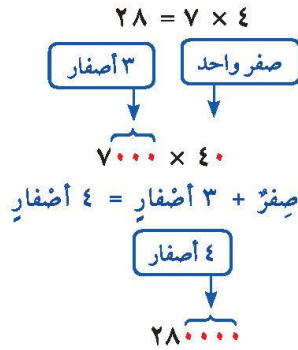 ٤ × ٧ = ٢٨
صفر واحد
٣ أصفار
٤٠ × ٧٠٠٠
صِفرٌ + ٣ أصْفارٍ = ٤ أصْفارٍ
٤ أصفار
٢٨٠٠٠٠